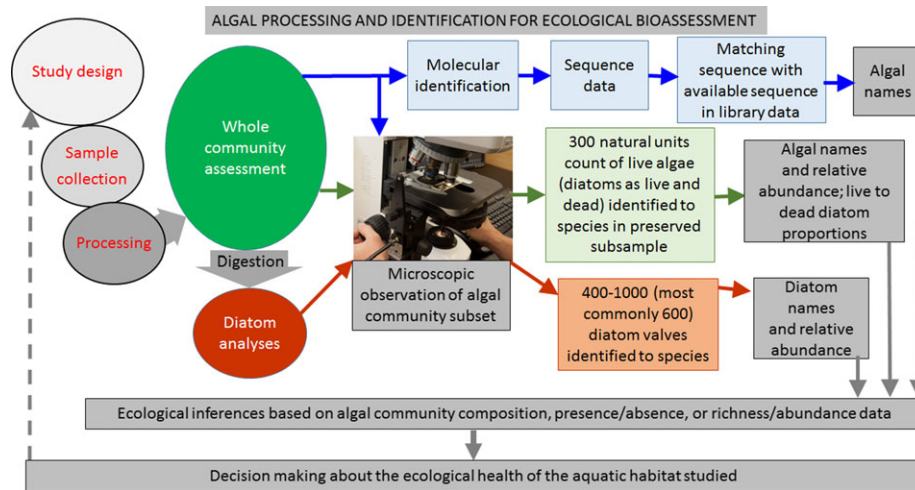 ALGAL PROCESSING AND IDENTIFICATION FOR ECOLOGICAL BIOASSESSMENT
Study design
Sample
collection
Processing
Whole
community
assessment
Digestion
Diatom
analyses
Molecular
identification
Sequence
data
Matching
sequence with
available sequence
in library data
Algal
names
Microscopic
observation of algal
community subset
300 natural units
count of live algae
(diatoms as live and
dead) identified to
species in preserved
subsample
Algal names
and relative
abundance; live to
dead diatom
proportions
400-1000 (most
commonly 600)
diatom valves
identified to species
Diatom
names
and relative
abundance
Ecological inferences based on algal community composition, presence/absence, or richness/abundance data
Decision making about the ecological health of the aquatic habitat studied